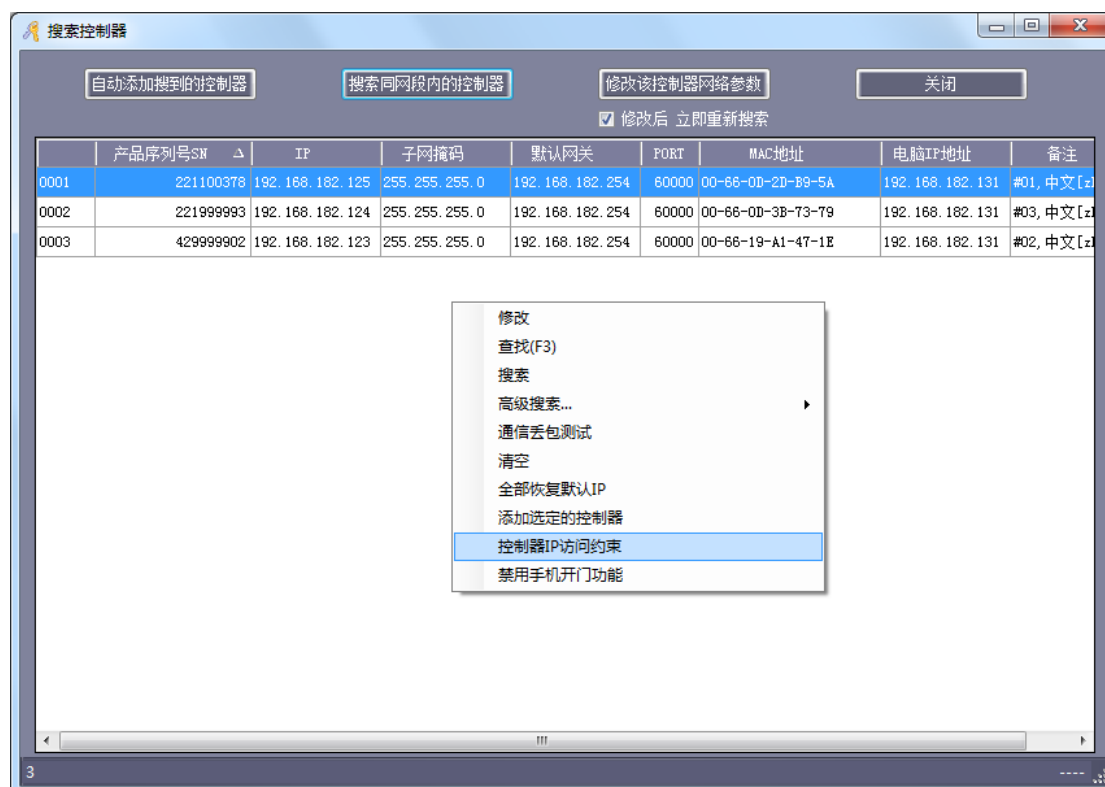 搜索控制器
自动添加搜到的控制器 搜索同网段内的控制器 修改该控制器网络参数 关闭
修改后 立即重新搜索
产品序列号SN IP 子网掩码 默认网关 PORT MAC地址 电脑IP地址 备注
0001 221100378 192.168.182.125 255.255.255.0 192.168.182.254 60000 00-66-0D-2D-B9-5A 192.168.182.131 #01,中文[z
0002 221999993 192.168.182.124 255.255.255.0 192.168.182.254 60000 00-66-0D-3B-73-79 192.168.182.131 #03,中文[z
0003 429999902 192.168.182.123 255.255.255.0 192.168.182.254 60000 00-66-19-A1-47-1E 192.168.182.131 #02,中文[z
修改
查找(F3)
搜索
高级搜索...
通信丢包测试
清空
全部恢复默认IP
添加选定的控制器
控制器IP访问约束
禁用手机开门功能
3 ----